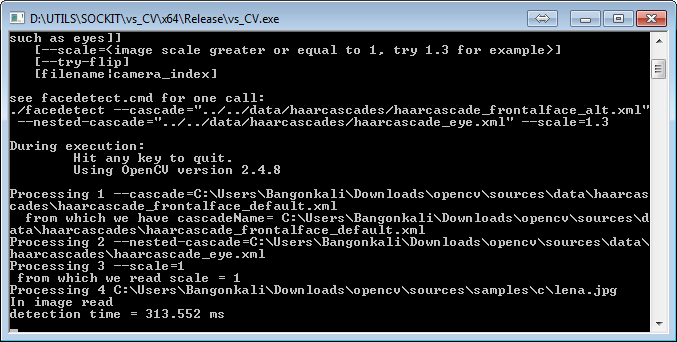 D:\UTILS\SOCKIT\vs_CV\x64\Release\vs_CV.exe
such as eyes]]
[--scale=<image scale greater or equal to 1, try 1.3 for example>]
[--try-flip]
[filename|camera_index]
see facedetect.cmd for one call:
./facedetect --cascade="../../data/haarcascades/haarcascade_frontalface_alt.xml"
--nested-cascade="../../data/haarcascades/haarcascade_eye.xml" --scale=1.3
During execution:
Hit any key to quit.
Using OpenCV version 2.4.8
Processing 1 --cascade=C:\Users\Bangonkali\Downloads\opencv\sources\data\haarcas
cades\haarcascade_frontalface_default.xml
from which we have cascadeName= C:\Users\Bangonkali\Downloads\opencv\sources\d
ata\haarcascades\haarcascade_frontalface_default.xml
Processing 2 --nested-cascade=C:\Users\Bangonkali\Downloads\opencv\sources\data\
haarcascades\haarcascade_eye.xml
Processing 3 --scale=1
from which we read scale = 1
Processing 4 C:\Users\Bangonkali\Downloads\opencv\sources\samples\c\lena.jpg
In image read
detection time = 313.552 ms